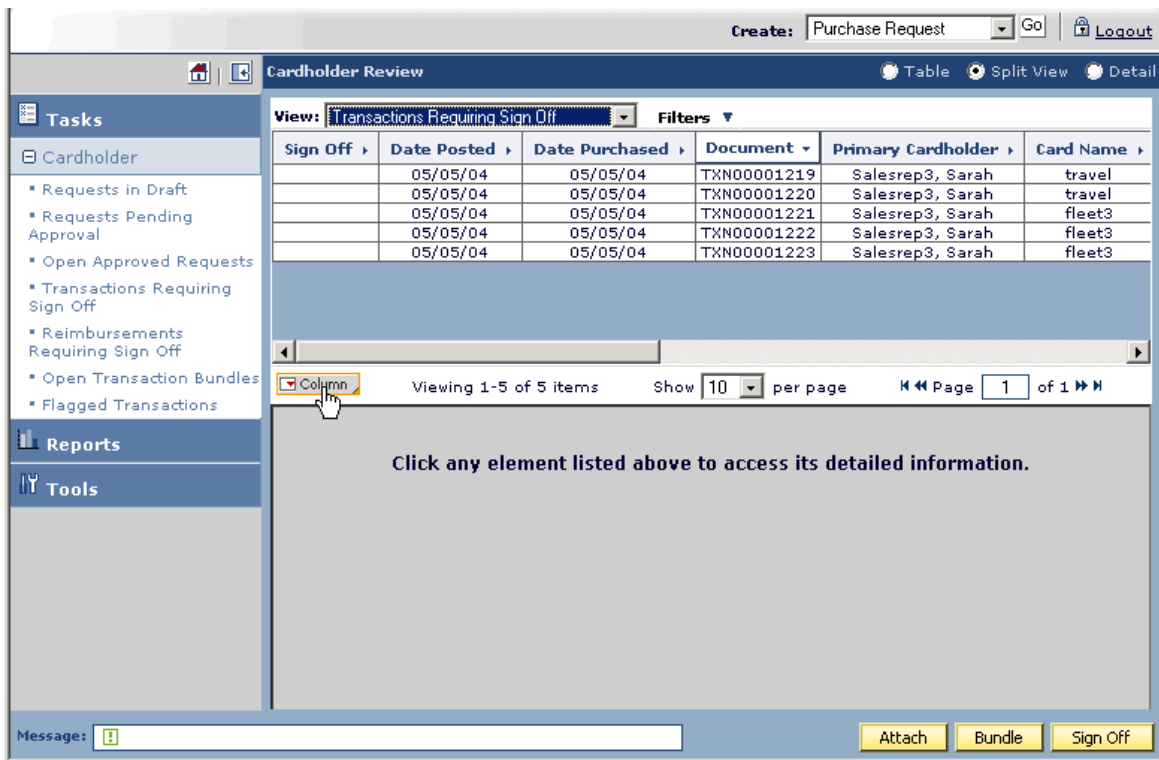 Create: Purchase Request Go Logout
Cardholder Review Table Split View Detail
Tasks
Cardholder
Requests in Draft
Requests Pending
Approval
Open Approved Requests
Transactions Requiring
Sign Off
Reimbursements
Requiring Sign Off
Open Transaction Bundles
Flagged Transactions
Reports
Tools
View: Transactions Requiring Sign Off Filters
Sign Off Date Posted Date Purchased Document Primary Cardholder Card Name
05/05/04 05/05/04 TXN00001219 Salesrep3, Sarah travel
05/05/04 05/05/04 TXN00001220 Salesrep3, Sarah travel
05/05/04 05/05/04 TXN00001221 Salesrep3, Sarah fleet3
05/05/04 05/05/04 TXN00001222 Salesrep3, Sarah fleet3
05/05/04 05/05/04 TXN00001223 Salesrep3, Sarah fleet3
Column Viewing 1-5 of 5 items Show 10 per page Page 1 of 1
Click any element listed above to access its detailed information.
Message: Attach Bundle Sign Off